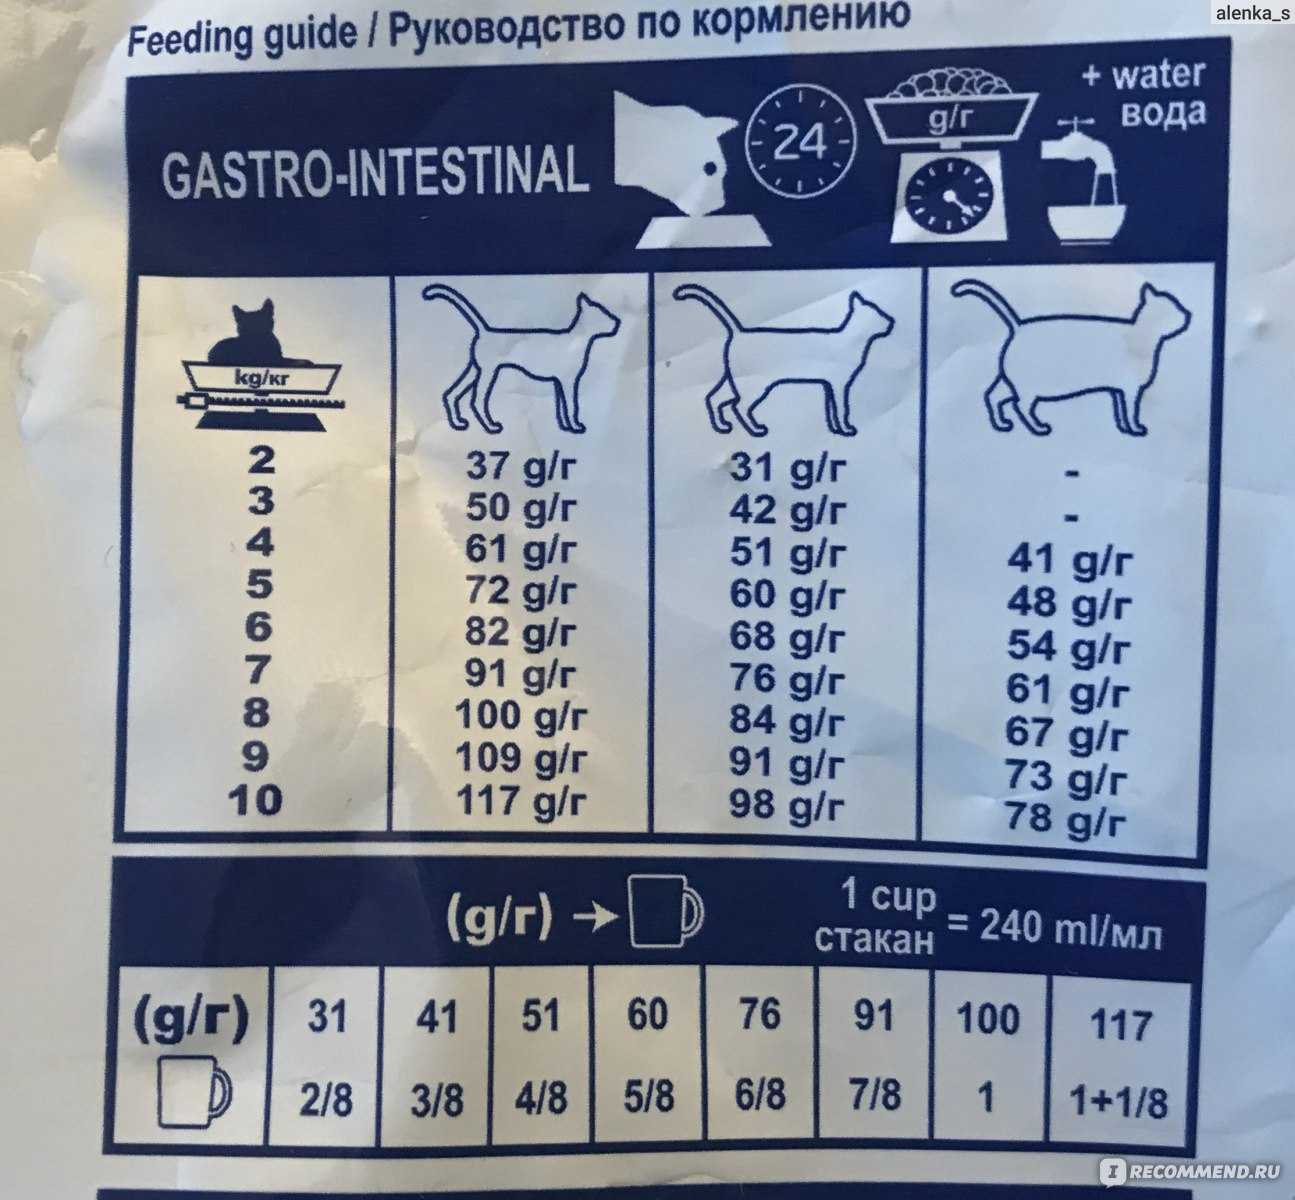 alenka_s
Feeding guide / Руководство по кормлению
GASTRO-INTESTINAL
24
g/г
+ water
вода
kg/кг
2 37 g/г 31 g/г -
3 50 g/г 42 g/г -
4 61 g/г 51 g/г 41 g/г
5 72 g/г 60 g/г 48 g/г
6 82 g/г 68 g/г 54 g/г
7 91 g/г 76 g/г 61 g/г
8 100 g/г 84 g/г 67 g/г
9 109 g/г 91 g/г 73 g/г
10 117 g/г 98 g/г 78 g/г
(g/г) → 1 cup
стакан = 240 ml/мл
(g/г) 31 41 51 60 76 91 100 117
2/8 3/8 4/8 5/8 6/8 7/8 1 1+1/8
IRECOMMEND.RU